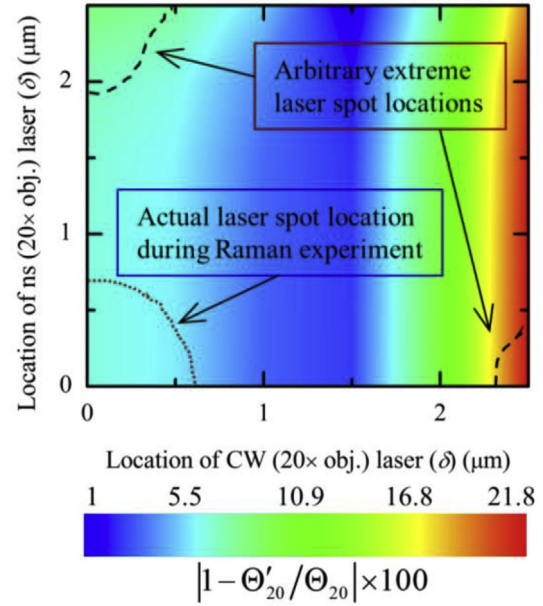 Location of ns (20× obj.) laser (δ) (μm)
2
1
0
Arbitrary extreme
laser spot locations
Actual laser spot location
during Raman experiment
0 1 2
Location of CW (20× obj.) laser (δ) (μm)
1 5.5 10.9 16.8 21.8
|1−Θ′₂₀/Θ₂₀|×100